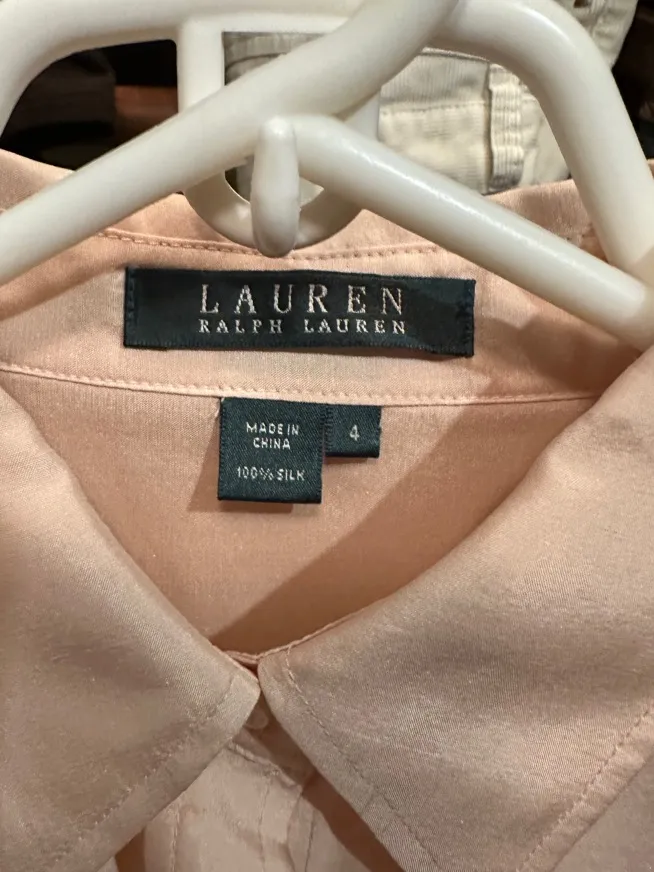 LAUREN
RALPH LAUREN
MADE IN
CHINA
100% SILK
4